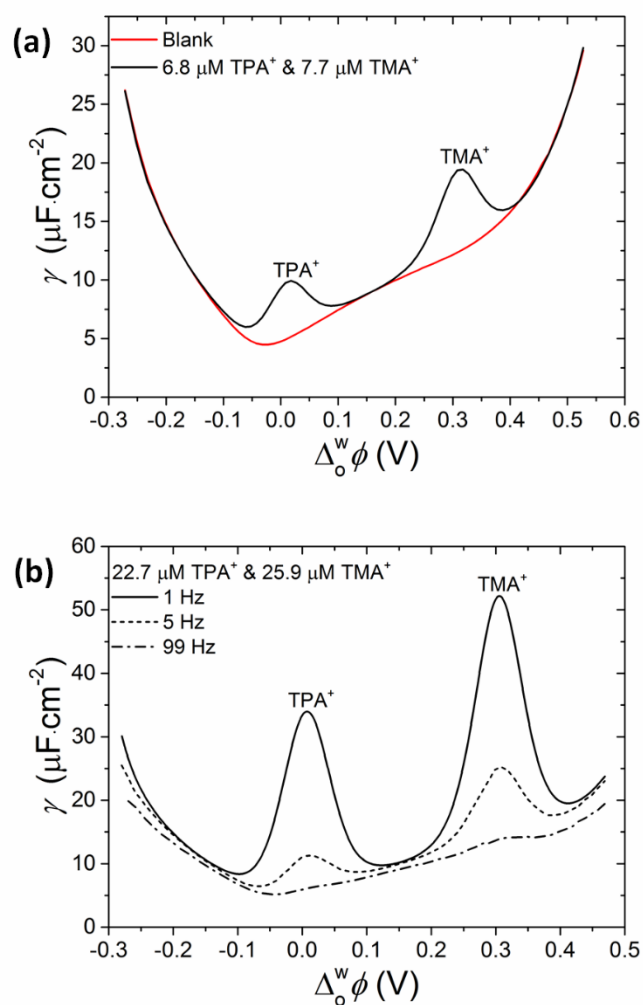 (a)
Blank
6.8 μM TPA⁺ & 7.7 μM TMA⁺
30
25
20
15
10
5
0
γ (μF·cm⁻²)
TPA⁺
TMA⁺
-0.3 -0.2 -0.1 0.0 0.1 0.2 0.3 0.4 0.5 0.6
Δ_o^w ϕ (V)
(b)
22.7 μM TPA⁺ & 25.9 μM TMA⁺
1 Hz
5 Hz
99 Hz
60
50
40
30
20
10
0
γ (μF·cm⁻²)
TPA⁺
TMA⁺
-0.3 -0.2 -0.1 0.0 0.1 0.2 0.3 0.4 0.5
Δ_o^w ϕ (V)